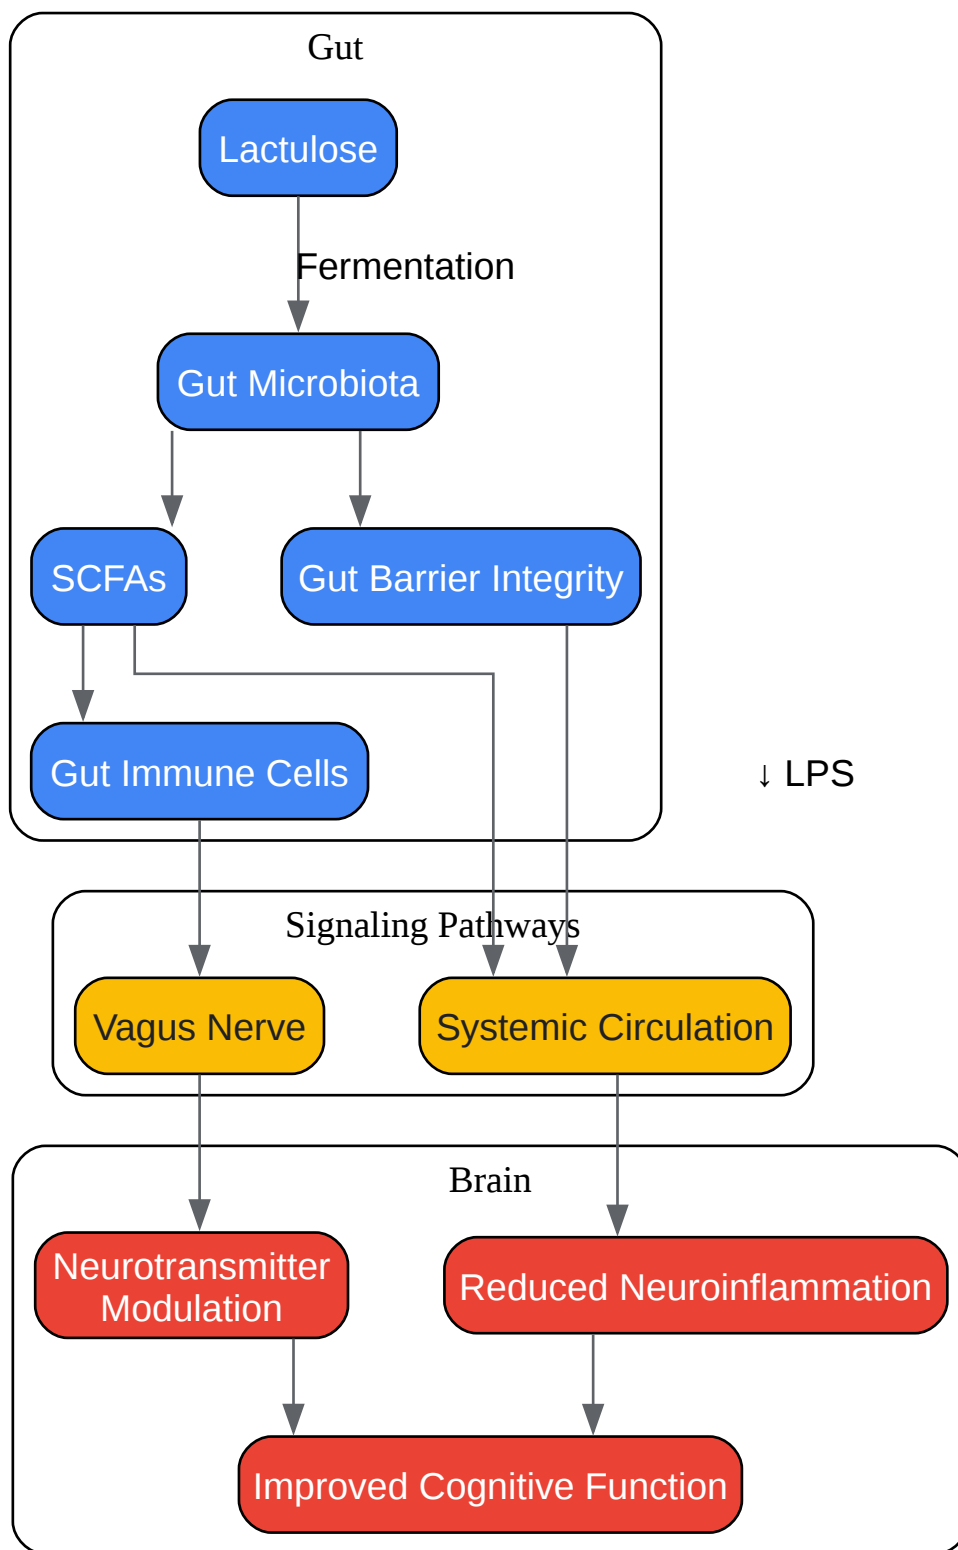 Gut
Lactulose
Fermentation
Gut Microbiota
SCFAs
Gut Barrier Integrity
Gut Immune Cells
↓ LPS
Signaling Pathways
Vagus Nerve
Systemic Circulation
Brain
Neurotransmitter
Modulation
Reduced Neuroinflammation
Improved Cognitive Function